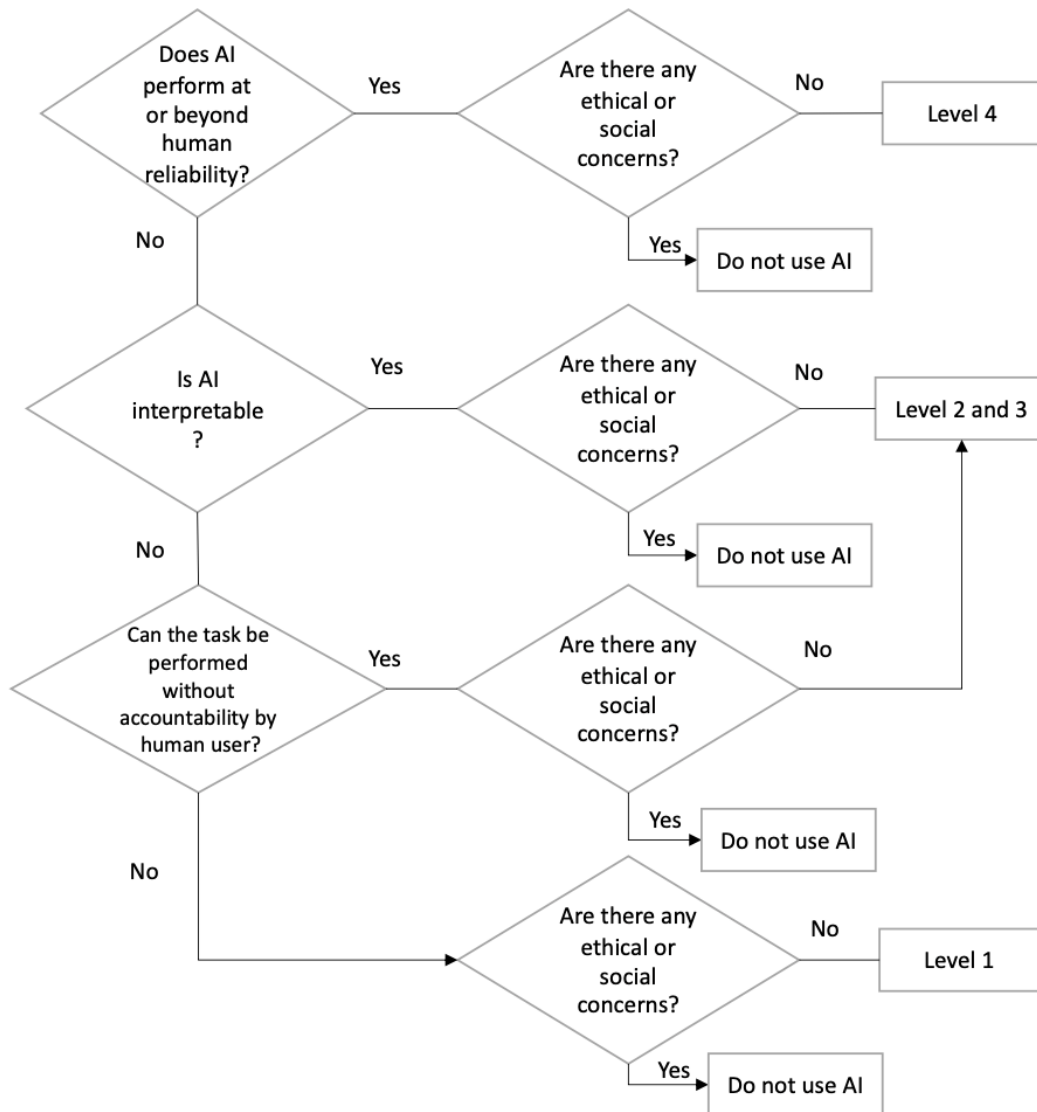 Does AI
perform at
or beyond
human
reliability?
Yes
Are there any
ethical or
social
concerns?
No
Level 4
Yes
Do not use AI
No
Is AI
interpretable
?
Yes
Are there any
ethical or
social
concerns?
No
Level 2 and 3
Yes
Do not use AI
No
Can the task be
performed
without
accountability by
human user?
Yes
Are there any
ethical or
social
concerns?
No
Yes
Do not use AI
No
Are there any
ethical or
social
concerns?
No
Level 1
Yes
Do not use AI